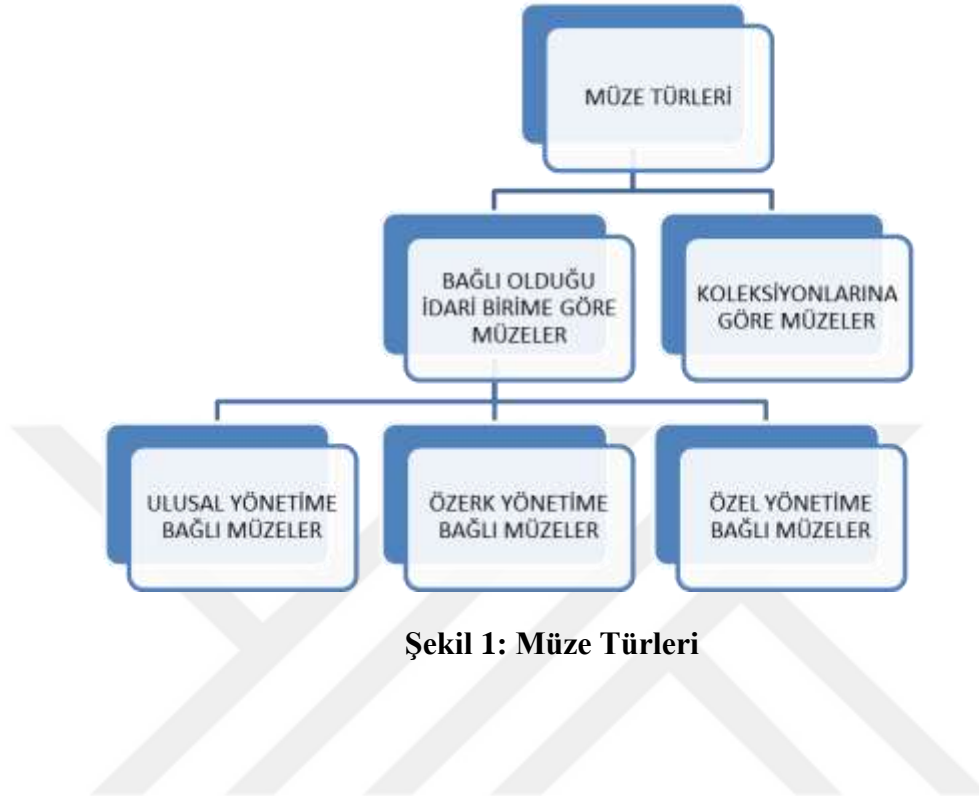 MÜZE TÜRLERİ
BAĞLI OLDUĞU
İDARİ BİRİME GÖRE
MÜZELER
KOLEKSİYONLARINA
GÖRE MÜZELER
ULUSAL YÖNETİME
BAĞLI MÜZELER
ÖZERK YÖNETİME
BAĞLI MÜZELER
ÖZEL YÖNETİME
BAĞLI MÜZELER
Şekil 1: Müze Türleri